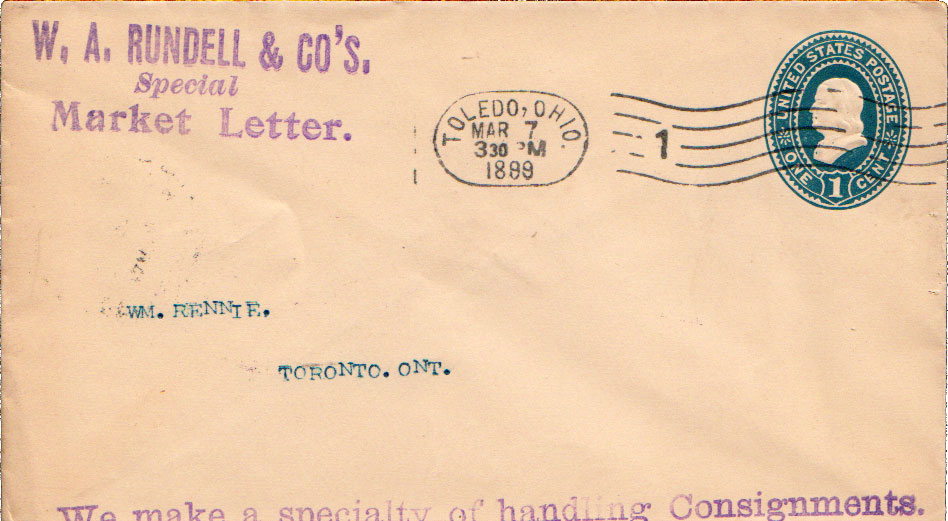 W. A. RUNDELL & CO'S.
Special
Market Letter.
TOLEDO, OHIO.
MAR 7
330 PM
1899
1
UNITED STATES POSTAGE
ONE 1 CENT
WM. RENNIE.
TORONTO. ONT.
We make a specialty of handling Consignments.